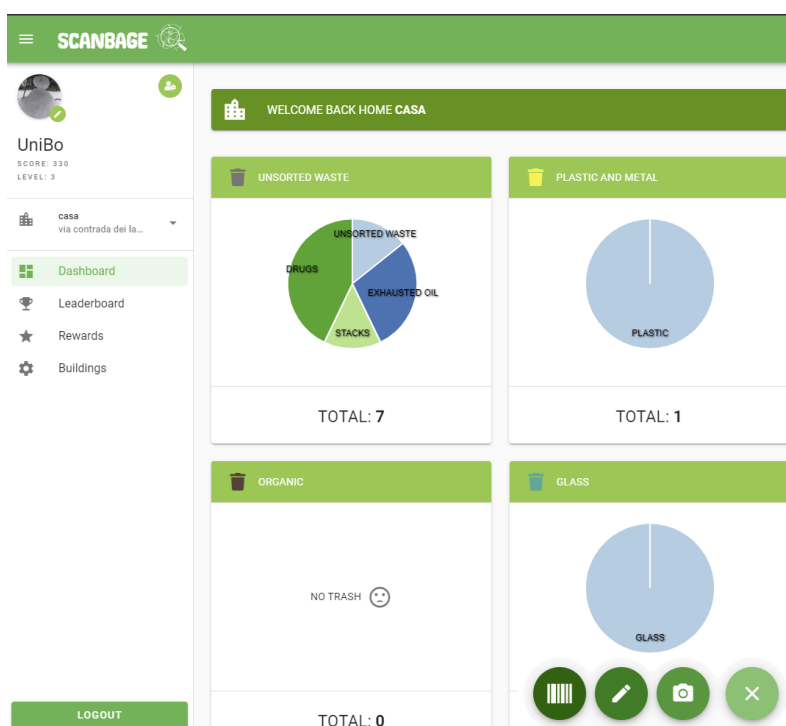 SCANBAGE
UniBo
SCORE: 330
LEVEL: 3
casa
via contrada dei la...
Dashboard
Leaderboard
Rewards
Buildings
LOGOUT
WELCOME BACK HOME CASA
UNSORTED WASTE
UNSORTED WASTE
DRUGS
EXHAUSTED OIL
STACKS
TOTAL: 7
PLASTIC AND METAL
PLASTIC
TOTAL: 1
ORGANIC
NO TRASH
TOTAL: 0
GLASS
GLASS